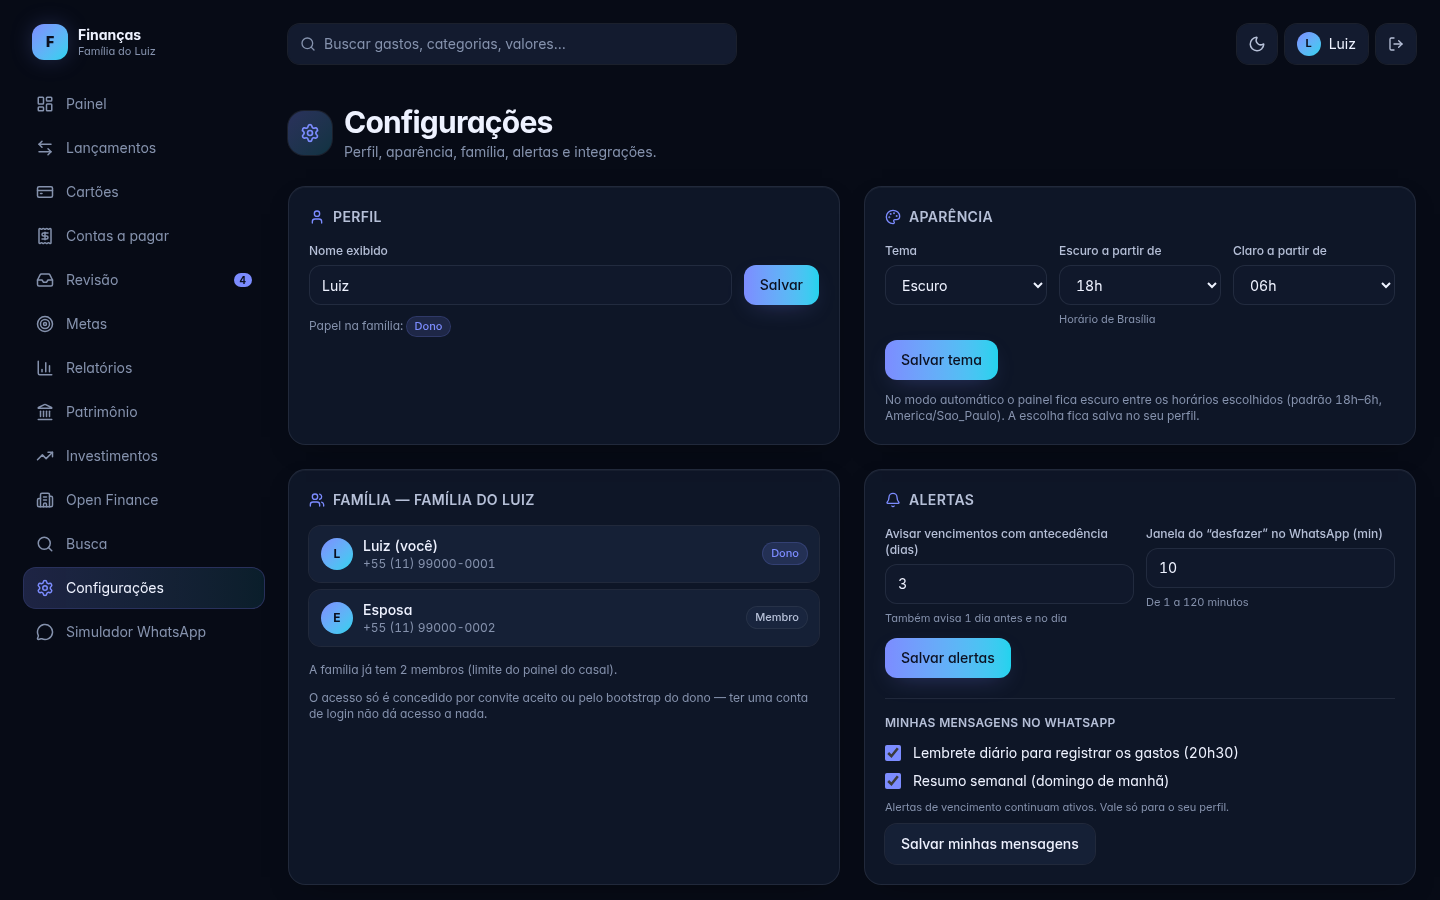 F
Finanças
Família do Luiz
Painel
Lançamentos
Cartões
Contas a pagar
Revisão
4
Metas
Relatórios
Patrimônio
Investimentos
Open Finance
Busca
Configurações
Simulador WhatsApp
Buscar gastos, categorias, valores...
L
Luiz
Configurações
Perfil, aparência, família, alertas e integrações.
PERFIL
Nome exibido
Luiz
Salvar
Papel na família: Dono
APARÊNCIA
Tema
Escuro a partir de
Claro a partir de
Escuro
18h
06h
Horário de Brasília
Salvar tema
No modo automático o painel fica escuro entre os horários escolhidos (padrão 18h–6h,
America/Sao_Paulo). A escolha fica salva no seu perfil.
FAMÍLIA — FAMÍLIA DO LUIZ
L
Luiz (você)
+55 (11) 99000-0001
Dono
E
Esposa
+55 (11) 99000-0002
Membro
A família já tem 2 membros (limite do painel do casal).
O acesso só é concedido por convite aceito ou pelo bootstrap do dono — ter uma conta
de login não dá acesso a nada.
ALERTAS
Avisar vencimentos com antecedência
(dias)
3
Também avisa 1 dia antes e no dia
Janela do “desfazer” no WhatsApp (min)
10
De 1 a 120 minutos
Salvar alertas
MINHAS MENSAGENS NO WHATSAPP
Lembrete diário para registrar os gastos (20h30)
Resumo semanal (domingo de manhã)
Alertas de vencimento continuam ativos. Vale só para o seu perfil.
Salvar minhas mensagens